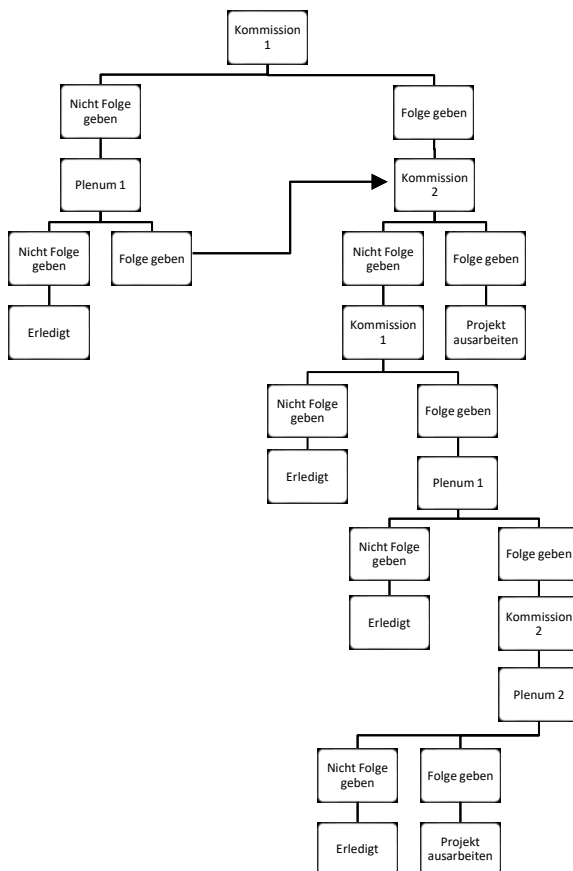 Kommission
1
Nicht Folge
geben
Folge geben
Plenum 1
Kommission
2
Nicht Folge
geben
Folge geben
Nicht Folge
geben
Folge geben
Erledigt
Kommission
1
Projekt
ausarbeiten
Nicht Folge
geben
Folge geben
Erledigt
Plenum 1
Nicht Folge
geben
Folge geben
Erledigt
Kommission
2
Plenum 2
Nicht Folge
geben
Folge geben
Erledigt
Projekt
ausarbeiten